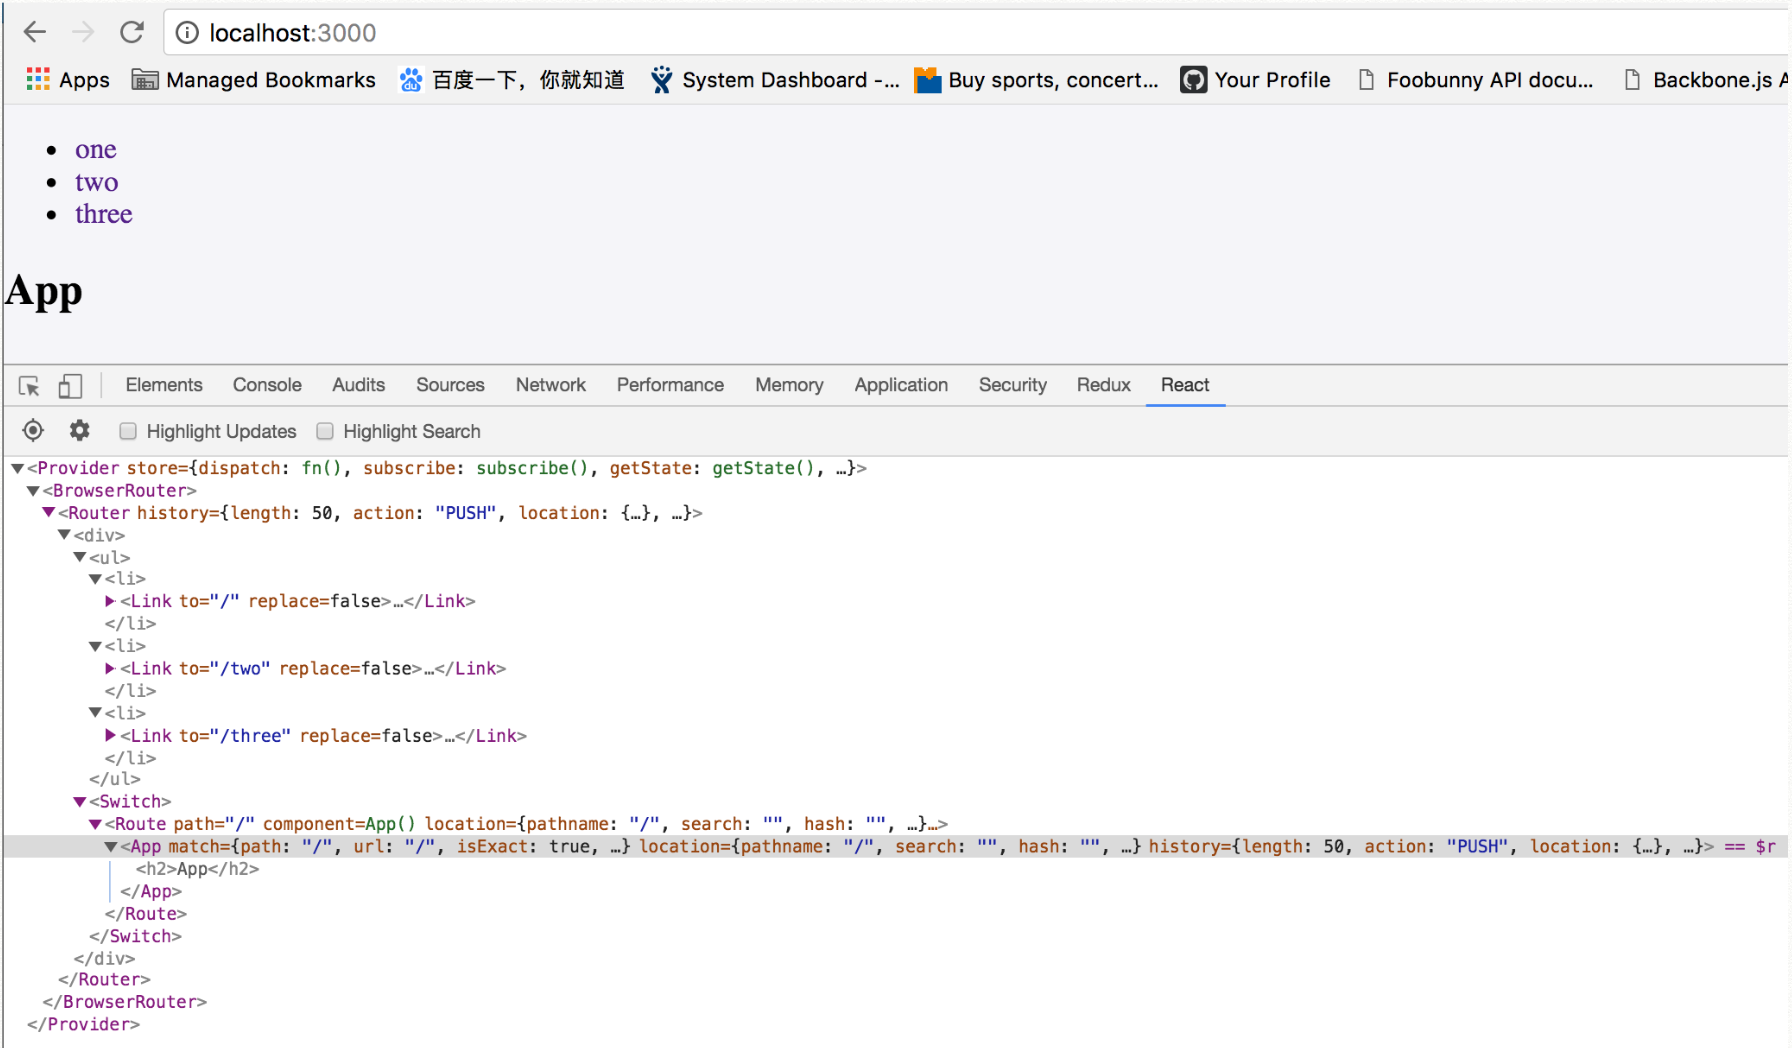 localhost:3000
Apps Managed Bookmarks 百度一下，你就知道 System Dashboard -... Buy sports, concert... Your Profile Foobunny API docu... Backbone.js A
one
two
three
App
Elements Console Audits Sources Network Performance Memory Application Security Redux React
Highlight Updates Highlight Search
<Provider store={dispatch: fn(), subscribe: subscribe(), getState: getState(), …}>
<BrowserRouter>
<Router history={length: 50, action: "PUSH", location: {…}, …}>
<div>
<ul>
<li>
<Link to="/" replace=false>…</Link>
</li>
<li>
<Link to="/two" replace=false>…</Link>
</li>
<li>
<Link to="/three" replace=false>…</Link>
</li>
</ul>
<Switch>
<Route path="/" component=App() location={pathname: "/", search: "", hash: "", …}…>
<App match={path: "/", url: "/", isExact: true, …} location={pathname: "/", search: "", hash: "", …} history={length: 50, action: "PUSH", location: {…}, …}> == $r
<h2>App</h2>
</App>
</Route>
</Switch>
</div>
</Router>
</BrowserRouter>
</Provider>